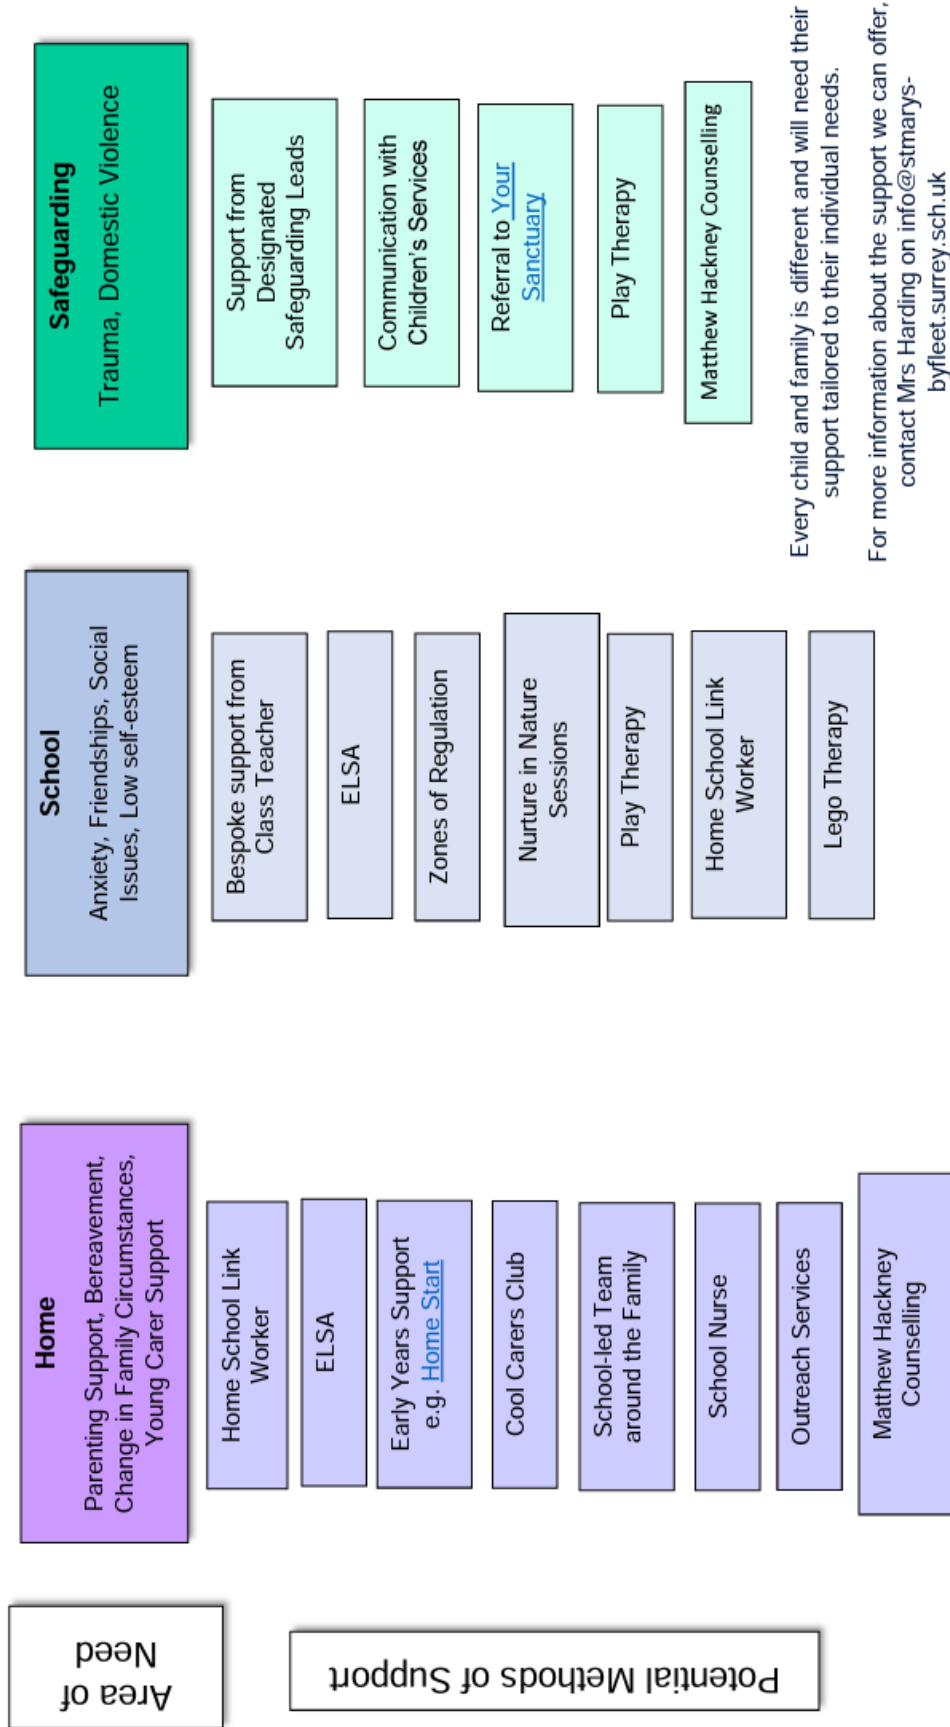 Area of
Need
Potential Methods of Support
Home
Parenting Support, Bereavement,
Change in Family Circumstances,
Young Carer Support
Home School Link
Worker
ELSA
Early Years Support
e.g. Home Start
Cool Carers Club
School-led Team
around the Family
School Nurse
Outreach Services
Matthew Hackney
Counselling
School
Anxiety, Friendships, Social
Issues, Low self-esteem
Bespoke support from
Class Teacher
ELSA
Zones of Regulation
Nurture in Nature
Sessions
Play Therapy
Home School Link
Worker
Lego Therapy
Safeguarding
Trauma, Domestic Violence
Support from
Designated
Safeguarding Leads
Communication with
Children's Services
Referral to Your
Sanctuary
Play Therapy
Matthew Hackney Counselling
Every child and family is different and will need their
support tailored to their individual needs.
For more information about the support we can offer,
contact Mrs Harding on info@stmarys-
byfleet.surrey.sch.uk